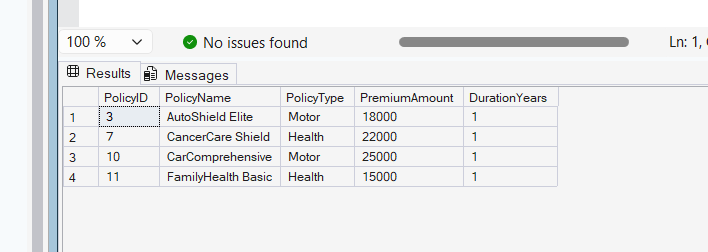 100 % No issues found Ln: 1,
Results Messages
PolicyID PolicyName PolicyType PremiumAmount DurationYears
1 3 AutoShield Elite Motor 18000 1
2 7 CancerCare Shield Health 22000 1
3 10 CarComprehensive Motor 25000 1
4 11 FamilyHealth Basic Health 15000 1